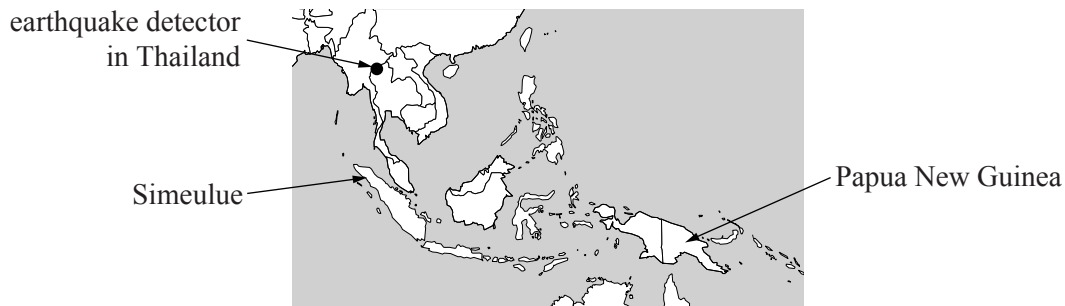 earthquake detector
in Thailand
Simeulue
Papua New Guinea